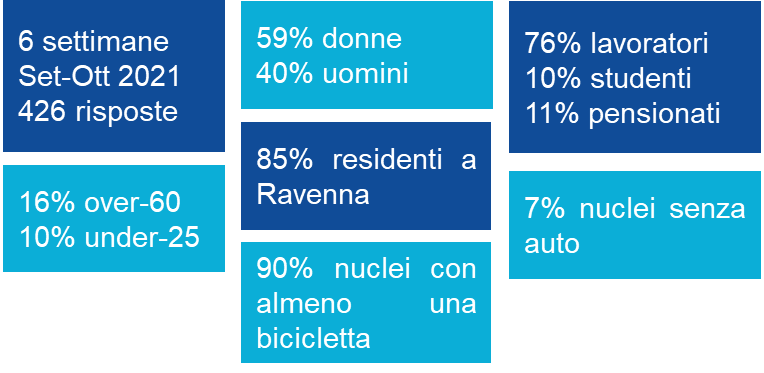 6 settimane
Set-Ott 2021
426 risposte
16% over-60
10% under-25
59% donne
40% uomini
85% residenti a
Ravenna
90% nuclei con
almeno una
bicicletta
76% lavoratori
10% studenti
11% pensionati
7% nuclei senza
auto